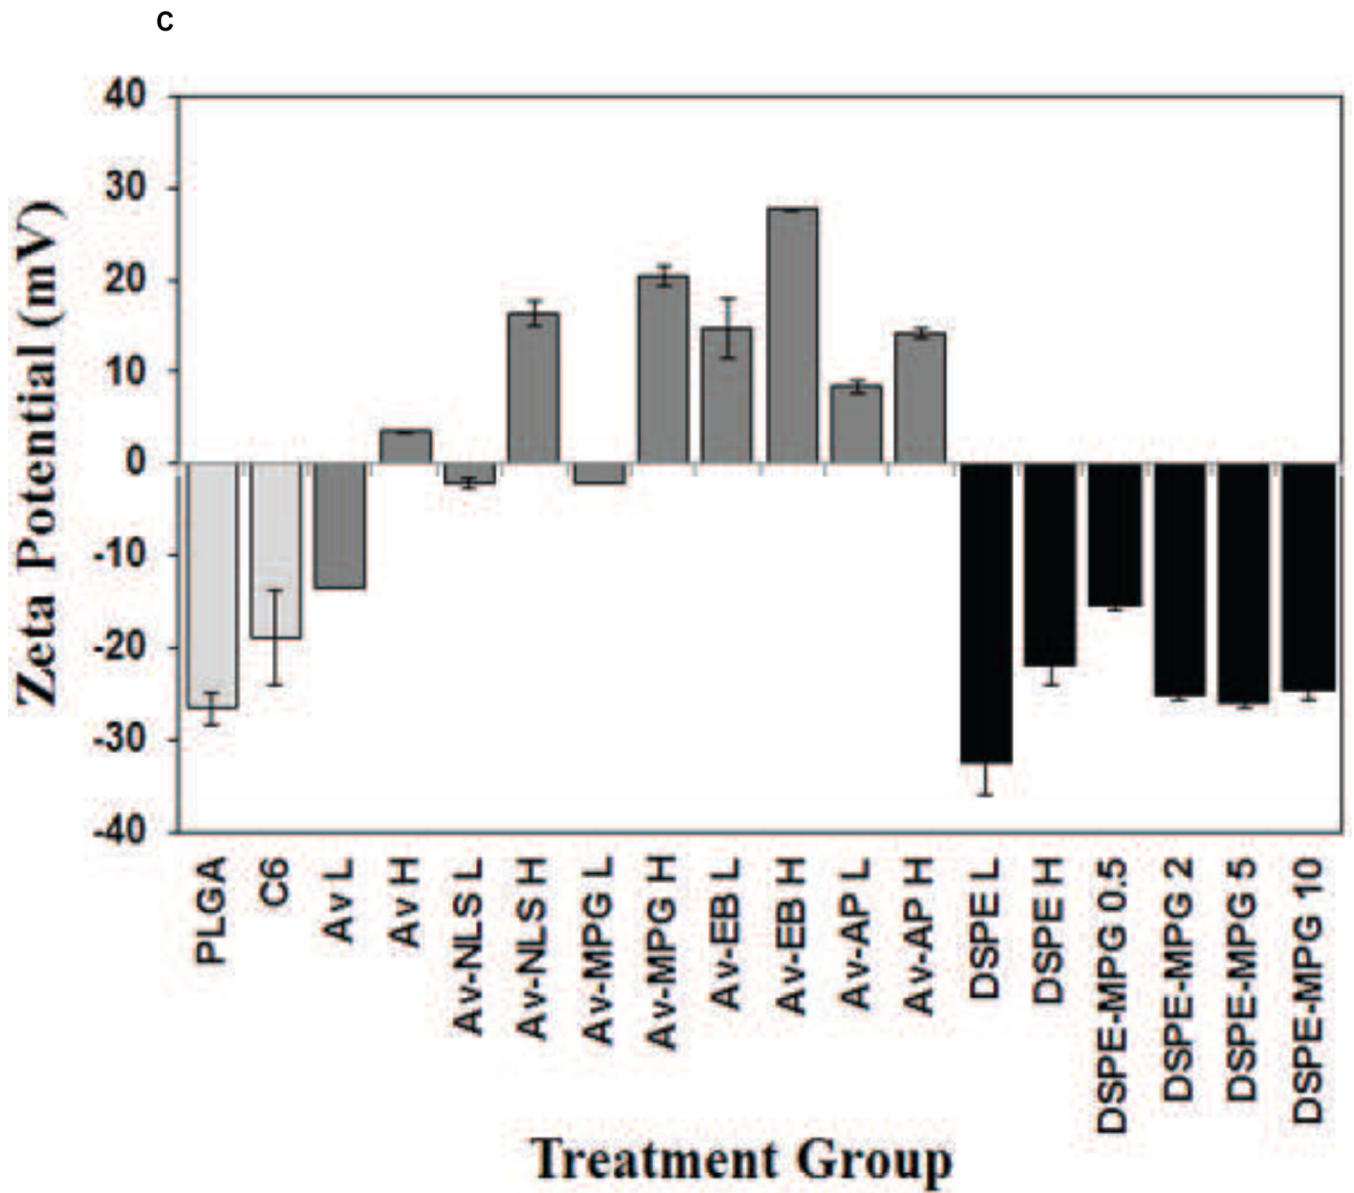 C
40
30
20
10
0
-10
-20
-30
-40
Zeta Potential (mV)
PLGA
C6
Av L
Av H
Av-NLS L
Av-NLS H
Av-MPG L
Av-MPG H
Av-EB L
Av-EB H
Av-AP L
Av-AP H
DSPE L
DSPE H
DSPE-MPG 0.5
DSPE-MPG 2
DSPE-MPG 5
DSPE-MPG 10
Treatment Group